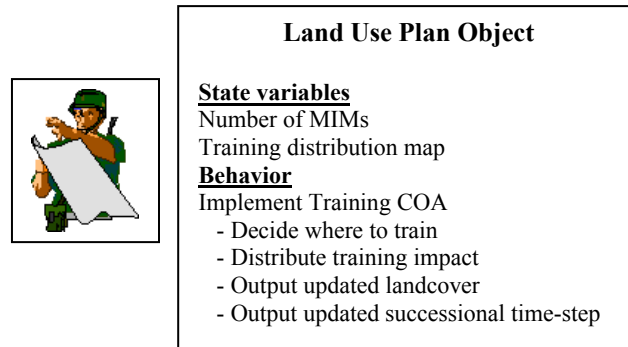 Land Use Plan Object
State variables
Number of MIMs
Training distribution map
Behavior
Implement Training COA
- Decide where to train
- Distribute training impact
- Output updated landcover
- Output updated successional time-step